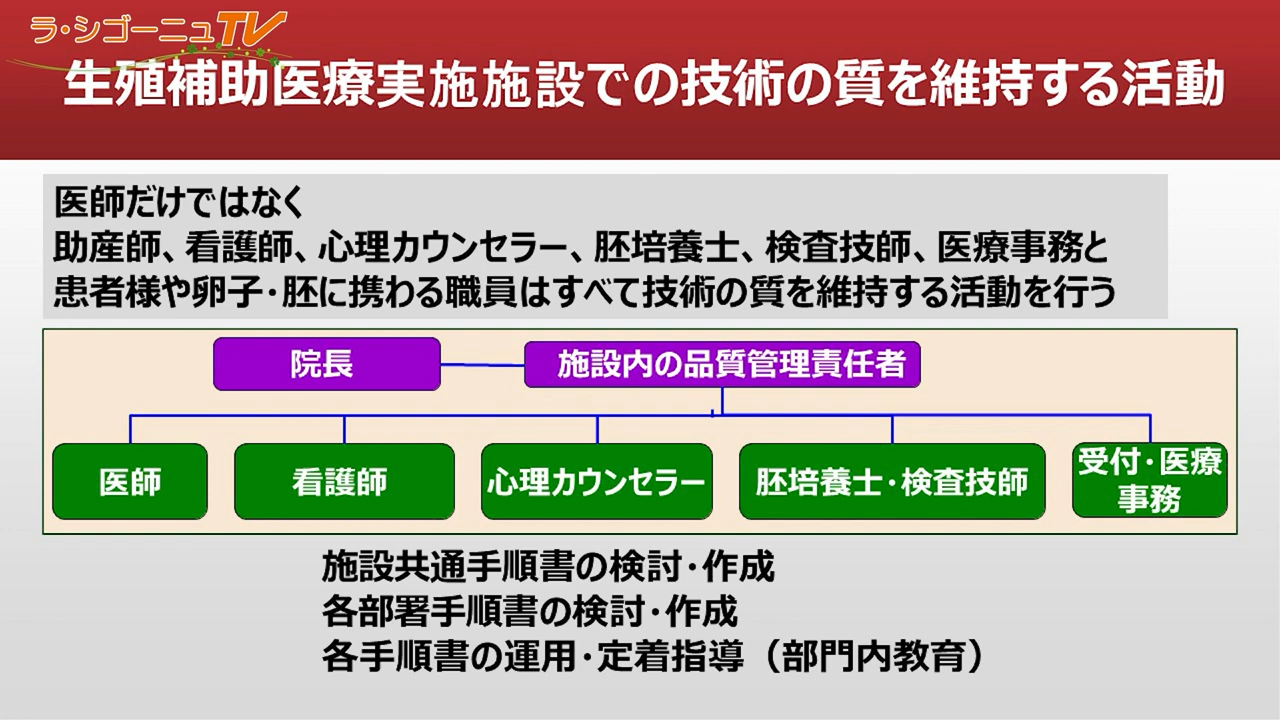 ラ・シゴーニュTV
生殖補助医療実施施設での技術の質を維持する活動
医師だけではなく
助産師、看護師、心理カウンセラー、胚培養士、検査技師、医療事務と
患者様や卵子・胚に携わる職員はすべて技術の質を維持する活動を行う
院長
施設内の品質管理責任者
医師
看護師
心理カウンセラー
胚培養士・検査技師
受付・医療
事務
施設共通手順書の検討・作成
各部署手順書の検討・作成
各手順書の運用・定着指導（部門内教育）